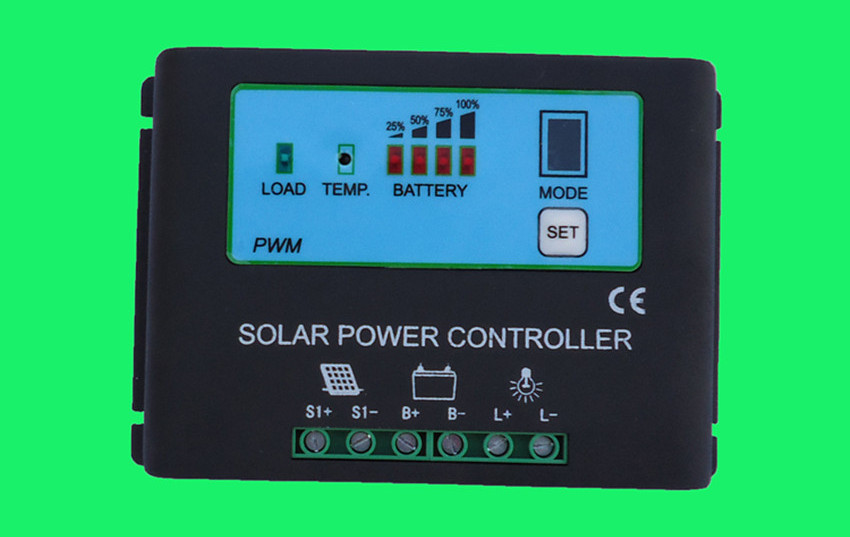 25% 50% 75% 100%
LOAD TEMP. BATTERY MODE
SET
PWM
CE
SOLAR POWER CONTROLLER
S1+ S1- B+ B- L+ L-